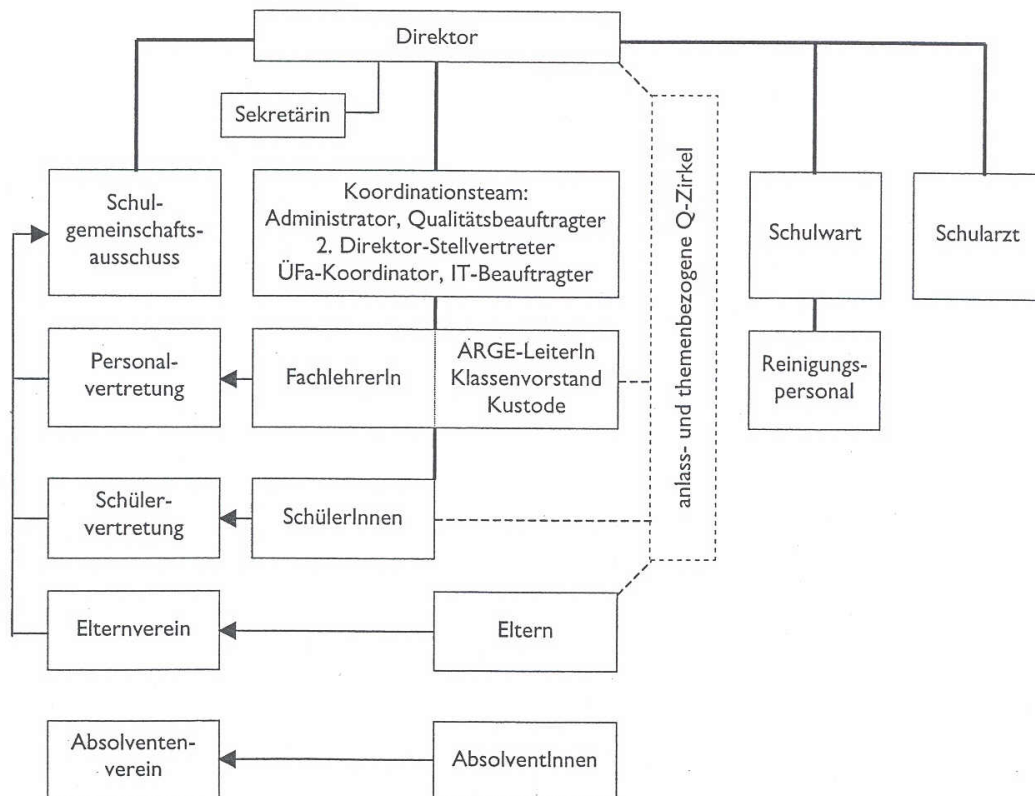 Direktor
Sekretärin
Schul-
gemeinschafts-
ausschuss
Koordinationsteam:
Administrator, Qualitätsbeauftragter
2. Direktor-Stellvertreter
ÜFa-Koordinator, IT-Beauftragter
anlass- und themenbezogene Q-Zirkel
Schulwart
Schularzt
Personal-
vertretung
FachlehrerIn
ARGE-LeiterIn
Klassenvorstand
Kustode
Reinigungs-
personal
Schüler-
vertretung
SchülerInnen
Elternverein
Eltern
Absolventen-
verein
AbsolventInnen